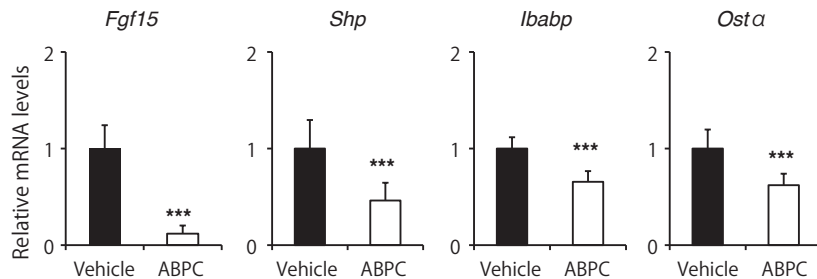 Fgf15 Shp Ibabp Ostα
Relative mRNA levels
2 2 2 2
1 1 1 1
*** *** *** ***
0 0 0 0
Vehicle ABPC Vehicle ABPC Vehicle ABPC Vehicle ABPC